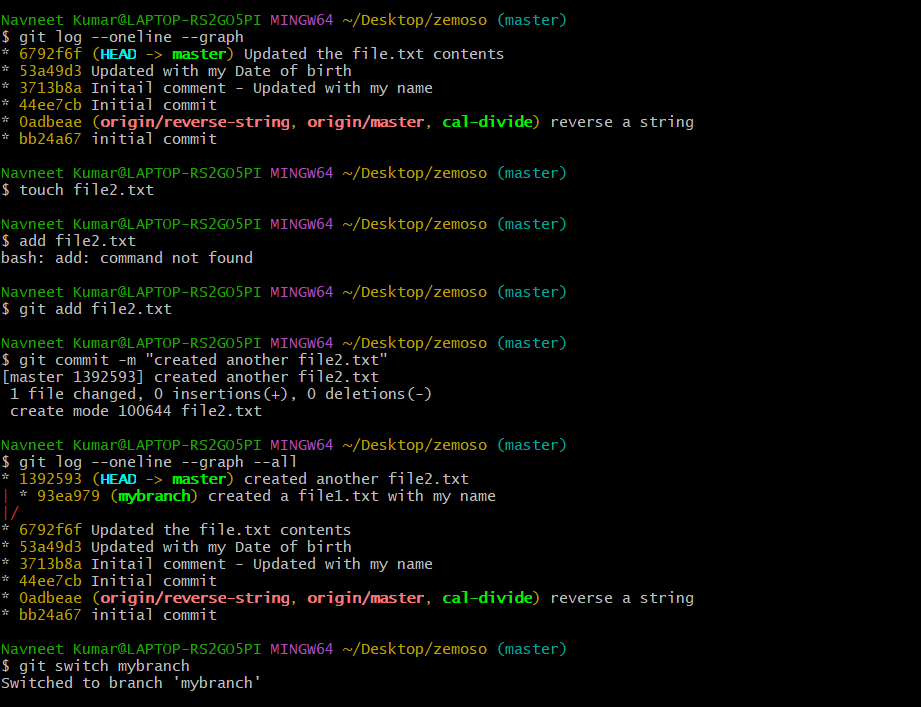 Navneet Kumar@LAPTOP-RS2GO5PI MINGW64 ~/Desktop/zemoso (master)
$ git log --oneline --graph
* 6792f6f (HEAD -> master) Updated the file.txt contents
* 53a49d3 Updated with my Date of birth
* 3713b8a Initail comment - Updated with my name
* 44ee7cb Initial commit
* 0adbeae (origin/reverse-string, origin/master, cal-divide) reverse a string
* bb24a67 initial commit

Navneet Kumar@LAPTOP-RS2GO5PI MINGW64 ~/Desktop/zemoso (master)
$ touch file2.txt

Navneet Kumar@LAPTOP-RS2GO5PI MINGW64 ~/Desktop/zemoso (master)
$ add file2.txt
bash: add: command not found

Navneet Kumar@LAPTOP-RS2GO5PI MINGW64 ~/Desktop/zemoso (master)
$ git add file2.txt

Navneet Kumar@LAPTOP-RS2GO5PI MINGW64 ~/Desktop/zemoso (master)
$ git commit -m "created another file2.txt"
[master 1392593] created another file2.txt
 1 file changed, 0 insertions(+), 0 deletions(-)
 create mode 100644 file2.txt

Navneet Kumar@LAPTOP-RS2GO5PI MINGW64 ~/Desktop/zemoso (master)
$ git log --oneline --graph --all
* 1392593 (HEAD -> master) created another file2.txt
| * 93ea979 (mybranch) created a file1.txt with my name
|/
* 6792f6f Updated the file.txt contents
* 53a49d3 Updated with my Date of birth
* 3713b8a Initail comment - Updated with my name
* 44ee7cb Initial commit
* 0adbeae (origin/reverse-string, origin/master, cal-divide) reverse a string
* bb24a67 initial commit

Navneet Kumar@LAPTOP-RS2GO5PI MINGW64 ~/Desktop/zemoso (master)
$ git switch mybranch
Switched to branch 'mybranch'